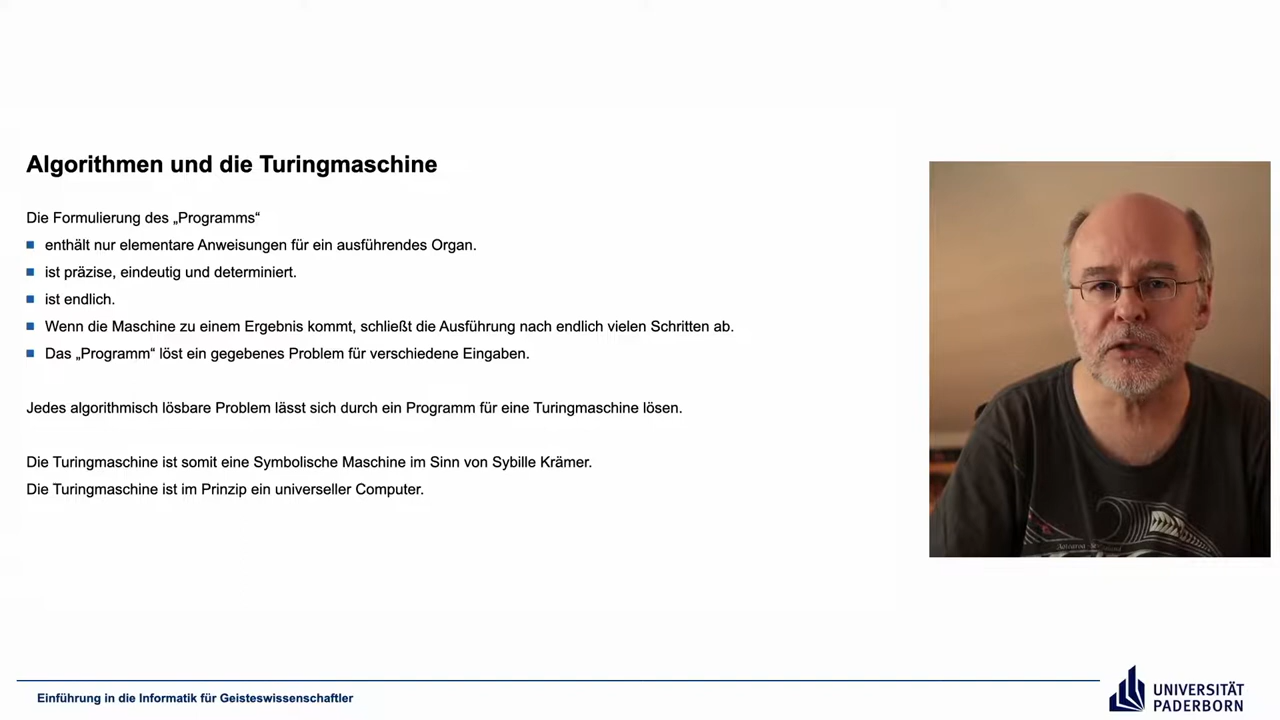 Algorithmen und die Turingmaschine
Die Formulierung des „Programms“
enthält nur elementare Anweisungen für ein ausführendes Organ.
ist präzise, eindeutig und determiniert.
ist endlich.
Wenn die Maschine zu einem Ergebnis kommt, schließt die Ausführung nach endlich vielen Schritten ab.
Das „Programm“ löst ein gegebenes Problem für verschiedene Eingaben.
Jedes algorithmisch lösbare Problem lässt sich durch ein Programm für eine Turingmaschine lösen.
Die Turingmaschine ist somit eine Symbolische Maschine im Sinn von Sybille Krämer.
Die Turingmaschine ist im Prinzip ein universeller Computer.
Aotearoa
Einführung in die Informatik für Geisteswissenschaftler
UNIVERSITÄT
PADERBORN